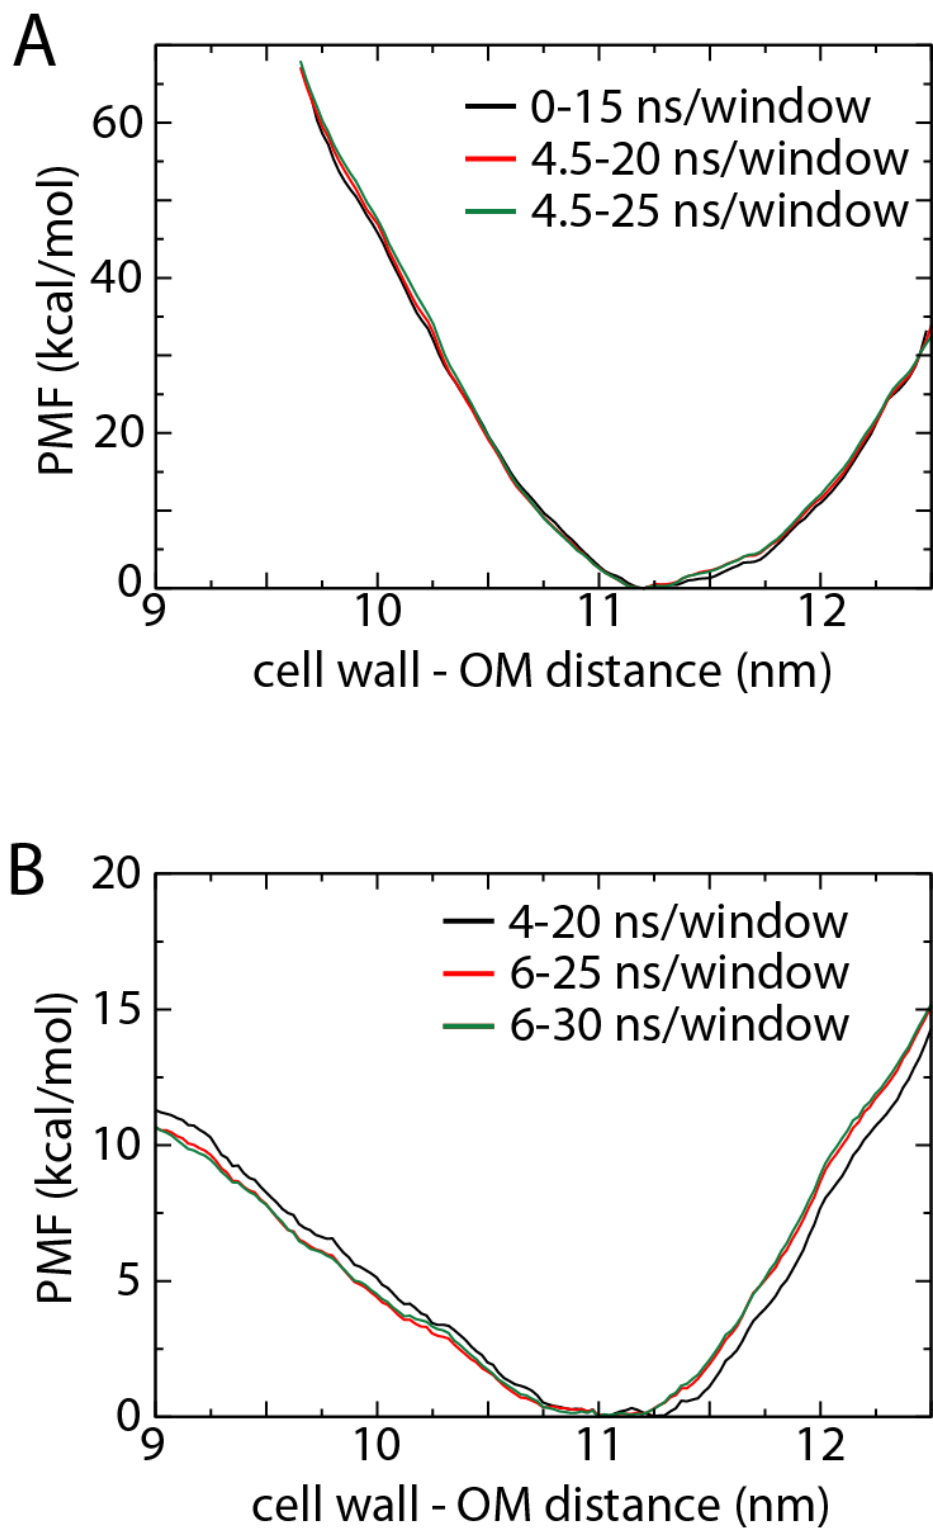 A
PMF (kcal/mol)
60
40
20
0
0-15 ns/window
4.5-20 ns/window
4.5-25 ns/window
9 10 11 12
cell wall - OM distance (nm)
B
PMF (kcal/mol)
20
15
10
5
0
4-20 ns/window
6-25 ns/window
6-30 ns/window
9 10 11 12
cell wall - OM distance (nm)